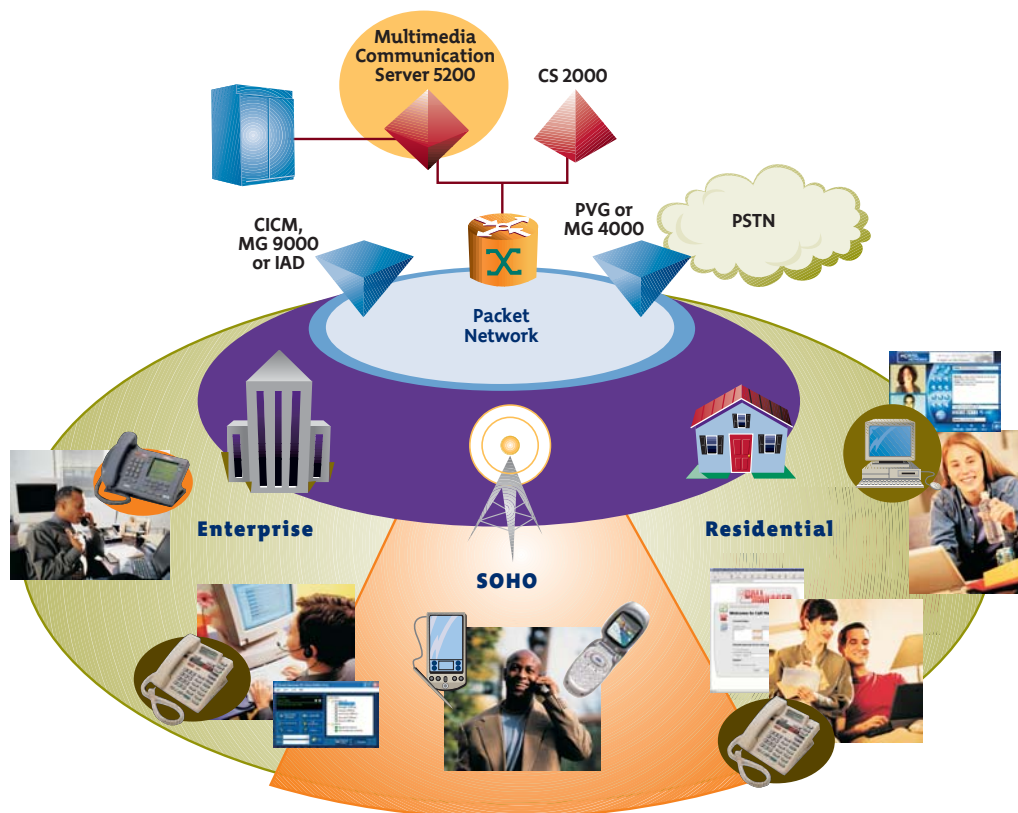 Multimedia
Communication
Server 5200
CS 2000
CICM,
MG 9000
or IAD
PVG or
MG 4000
PSTN
Packet
Network
Enterprise
Residential
SOHO